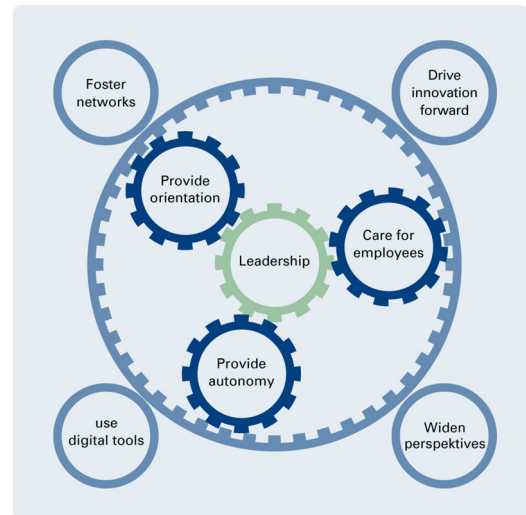 Foster
networks
Drive
innovation
forward
Provide
orientation
Care for
employees
Leadership
Provide
autonomy
use
digital tools
Widen
perspektives